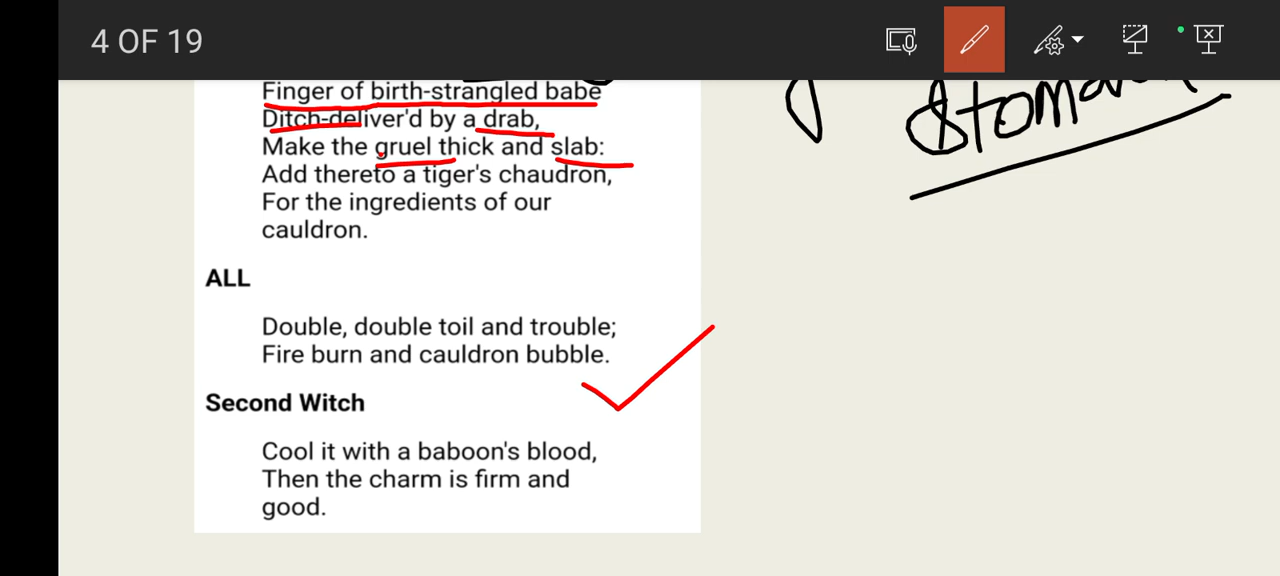 4 OF 19
Finger of birth-strangled babe
Ditch-deliver'd by a drab,
Make the gruel thick and slab:
Add thereto a tiger's chaudron,
For the ingredients of our
cauldron.
ALL
Double, double toil and trouble;
Fire burn and cauldron bubble.
Second Witch
Cool it with a baboon's blood,
Then the charm is firm and
good.